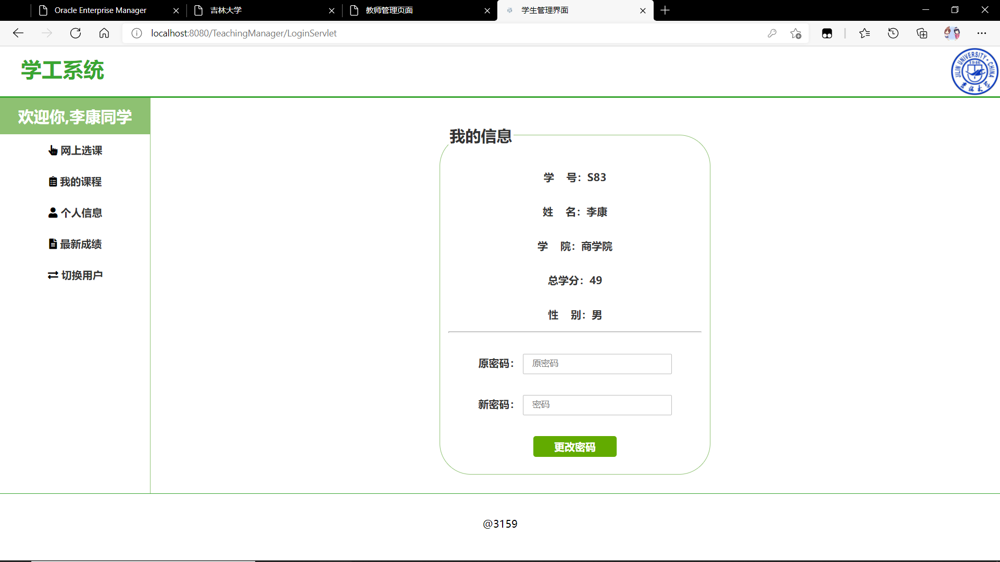 Oracle Enterprise Manager
吉林大学
教师管理页面
学生管理界面
localhost:8080/TeachingManager/LoginServlet
学工系统
JILIN UNIVERSITY · CHINA
1946
吉林大学
欢迎你,李康同学
网上选课
我的课程
个人信息
最新成绩
切换用户
我的信息
学 号：S83
姓 名：李康
学 院：商学院
总学分：49
性 别：男
原密码： 原密码
新密码： 密码
更改密码
@3159